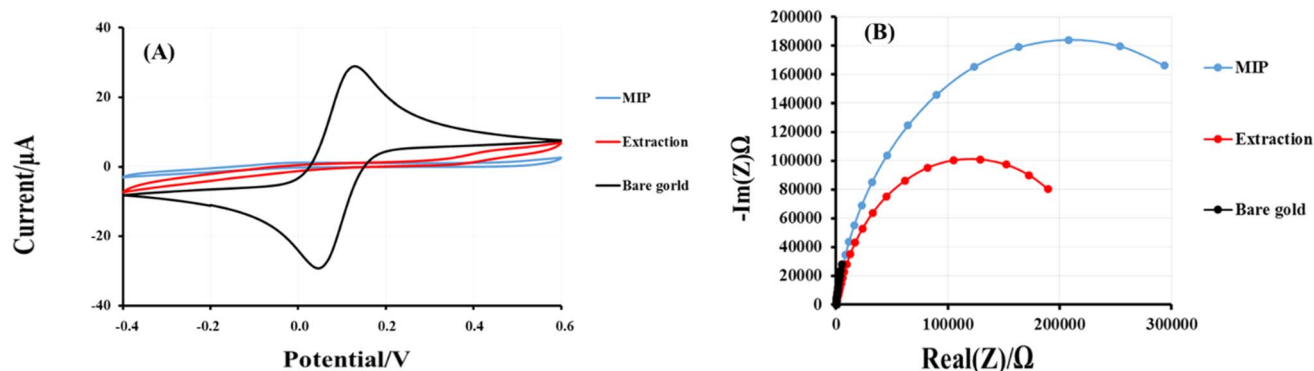 (A)
40
20
0
-20
-40
-0.4
-0.2
0.0
0.2
0.4
0.6
Current/µA
Potential/V
MIP
Extraction
Bare gorld
(B)
200000
180000
160000
140000
120000
100000
80000
60000
40000
20000
0
0
100000
200000
300000
-Im(Z)Ω
Real(Z)/Ω
MIP
Extraction
Bare gold